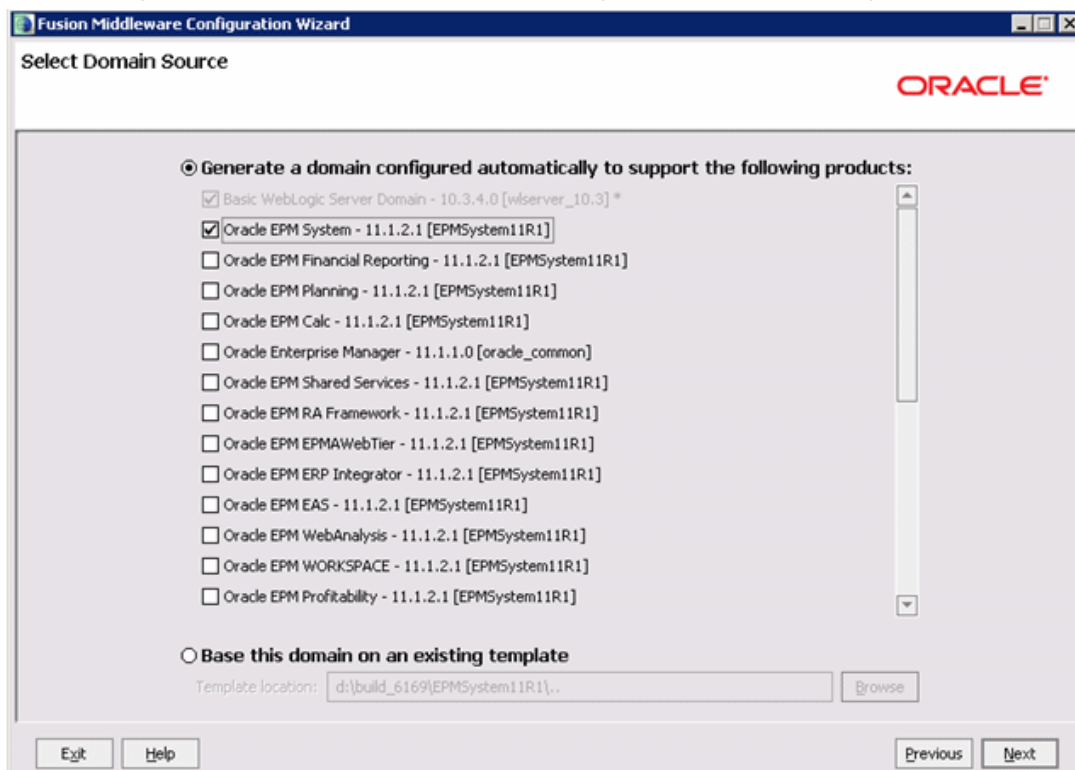 Fusion Middleware Configuration Wizard
Select Domain Source
ORACLE
Generate a domain configured automatically to support the following products:
Basic WebLogic Server Domain - 10.3.4.0 [wlserver_10.3] *
Oracle EPM System - 11.1.2.1 [EPMSystem11R1]
Oracle EPM Financial Reporting - 11.1.2.1 [EPMSystem11R1]
Oracle EPM Planning - 11.1.2.1 [EPMSystem11R1]
Oracle EPM Calc - 11.1.2.1 [EPMSystem11R1]
Oracle Enterprise Manager - 11.1.1.0 [oracle_common]
Oracle EPM Shared Services - 11.1.2.1 [EPMSystem11R1]
Oracle EPM RA Framework - 11.1.2.1 [EPMSystem11R1]
Oracle EPM EPMAWebTier - 11.1.2.1 [EPMSystem11R1]
Oracle EPM ERP Integrator - 11.1.2.1 [EPMSystem11R1]
Oracle EPM EAS - 11.1.2.1 [EPMSystem11R1]
Oracle EPM WebAnalysis - 11.1.2.1 [EPMSystem11R1]
Oracle EPM WORKSPACE - 11.1.2.1 [EPMSystem11R1]
Oracle EPM Profitability - 11.1.2.1 [EPMSystem11R1]
Base this domain on an existing template
Template location: d:\build_6169\EPMSystem11R1\.. Browse
Exit Help Previous Next